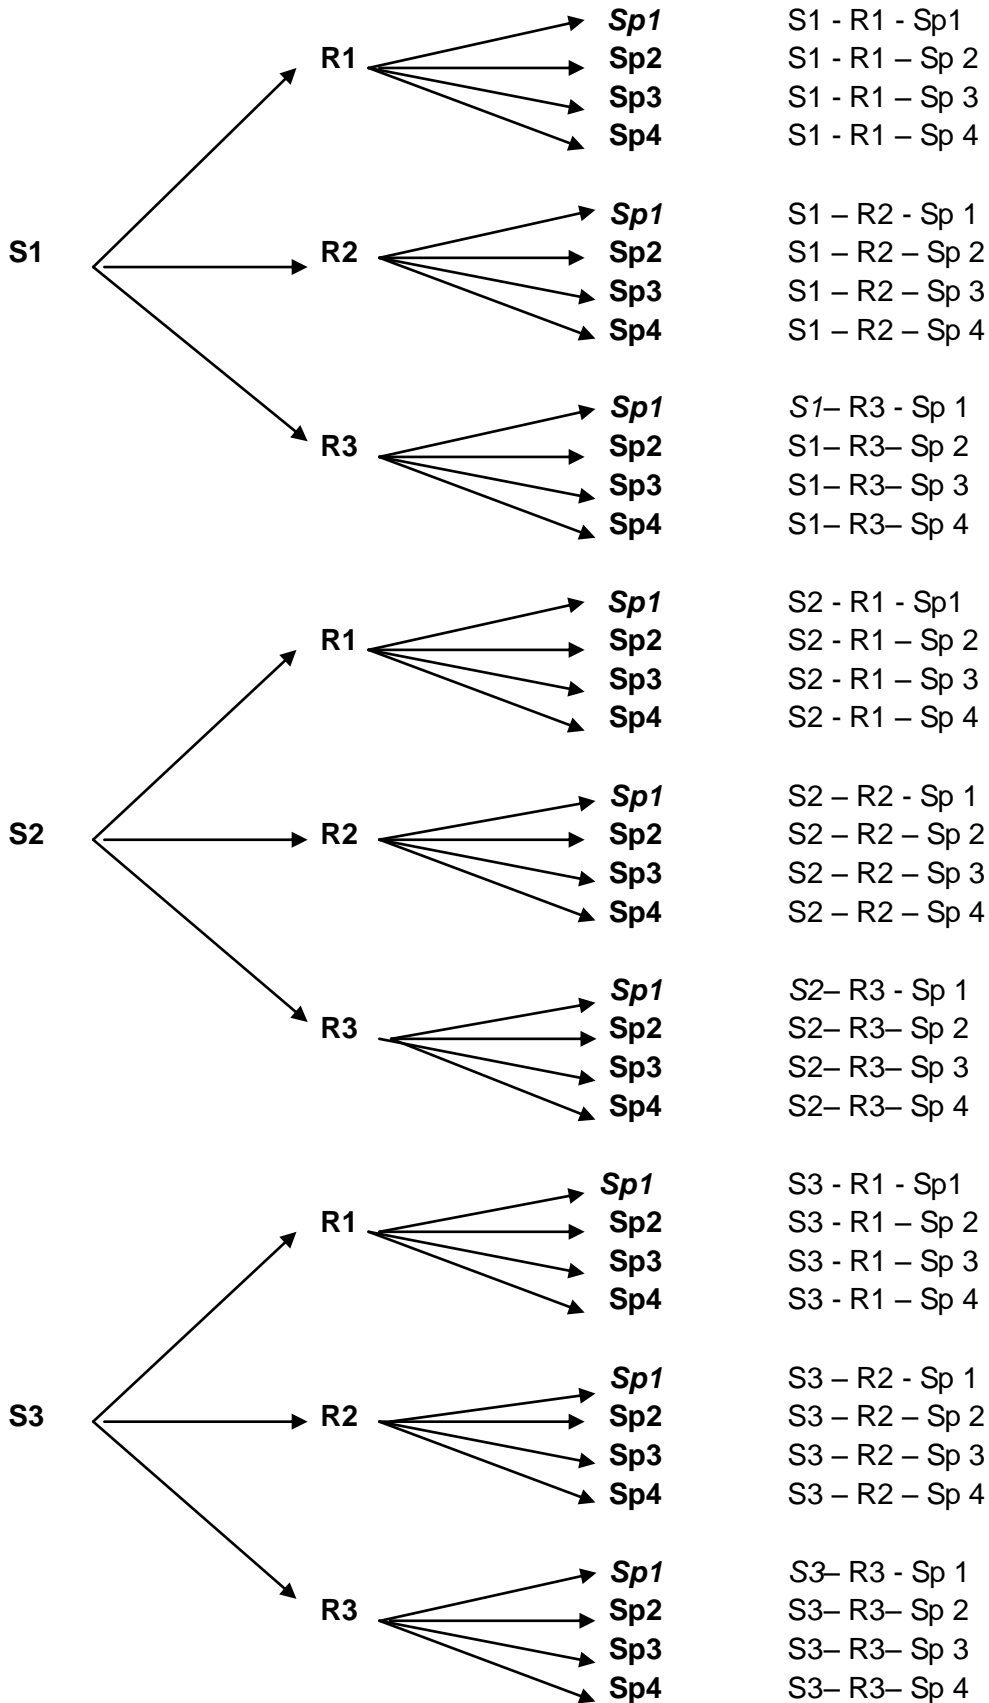 Sp1 S1 - R1 - Sp1
R1 Sp2 S1 - R1 – Sp 2
Sp3 S1 - R1 – Sp 3
Sp4 S1 - R1 – Sp 4
Sp1 S1 – R2 - Sp 1
S1 R2 Sp2 S1 – R2 – Sp 2
Sp3 S1 – R2 – Sp 3
Sp4 S1 – R2 – Sp 4
Sp1 S1– R3 - Sp 1
R3 Sp2 S1– R3– Sp 2
Sp3 S1– R3– Sp 3
Sp4 S1– R3– Sp 4
Sp1 S2 - R1 - Sp1
R1 Sp2 S2 - R1 – Sp 2
Sp3 S2 - R1 – Sp 3
Sp4 S2 - R1 – Sp 4
Sp1 S2 – R2 - Sp 1
S2 R2 Sp2 S2 – R2 – Sp 2
Sp3 S2 – R2 – Sp 3
Sp4 S2 – R2 – Sp 4
Sp1 S2– R3 - Sp 1
R3 Sp2 S2– R3– Sp 2
Sp3 S2– R3– Sp 3
Sp4 S2– R3– Sp 4
Sp1 S3 - R1 - Sp1
R1 Sp2 S3 - R1 – Sp 2
Sp3 S3 - R1 – Sp 3
Sp4 S3 - R1 – Sp 4
Sp1 S3 – R2 - Sp 1
S3 R2 Sp2 S3 – R2 – Sp 2
Sp3 S3 – R2 – Sp 3
Sp4 S3 – R2 – Sp 4
Sp1 S3– R3 - Sp 1
R3 Sp2 S3– R3– Sp 2
Sp3 S3– R3– Sp 3
Sp4 S3– R3– Sp 4